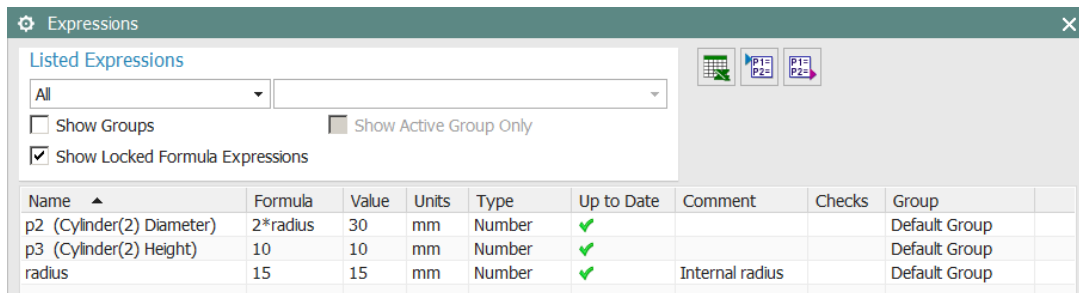 Expressions
Listed Expressions
All
Show Groups Show Active Group Only
Show Locked Formula Expressions
P1=
P2=
P1=
P2=
Name Formula Value Units Type Up to Date Comment Checks Group
p2 (Cylinder(2) Diameter) 2*radius 30 mm Number Default Group
p3 (Cylinder(2) Height) 10 10 mm Number Default Group
radius 15 15 mm Number Internal radius Default Group